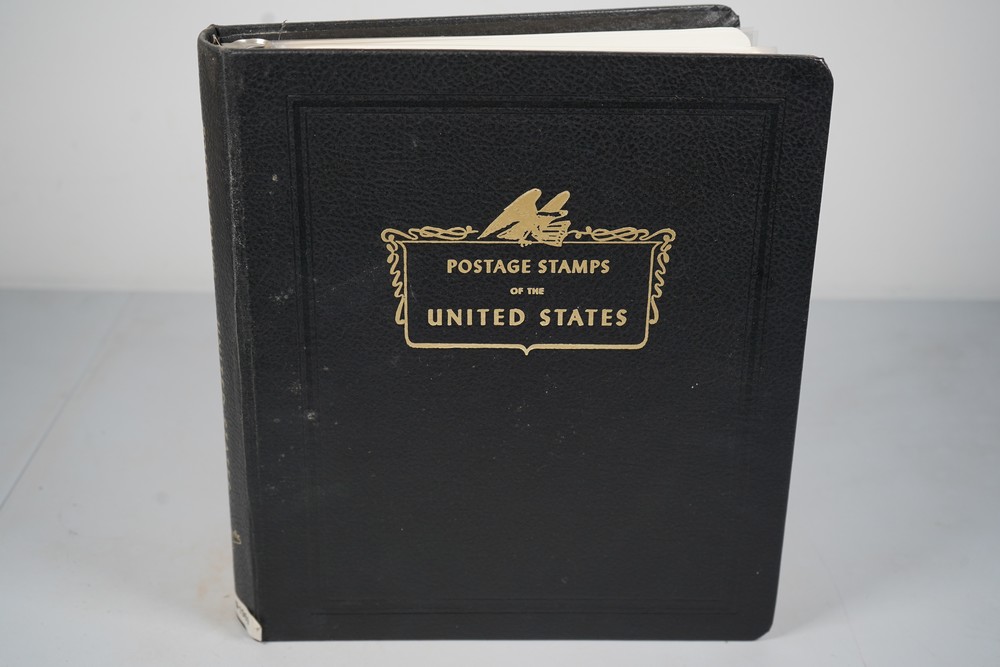 POSTAGE STAMPS
OF THE
UNITED STATES